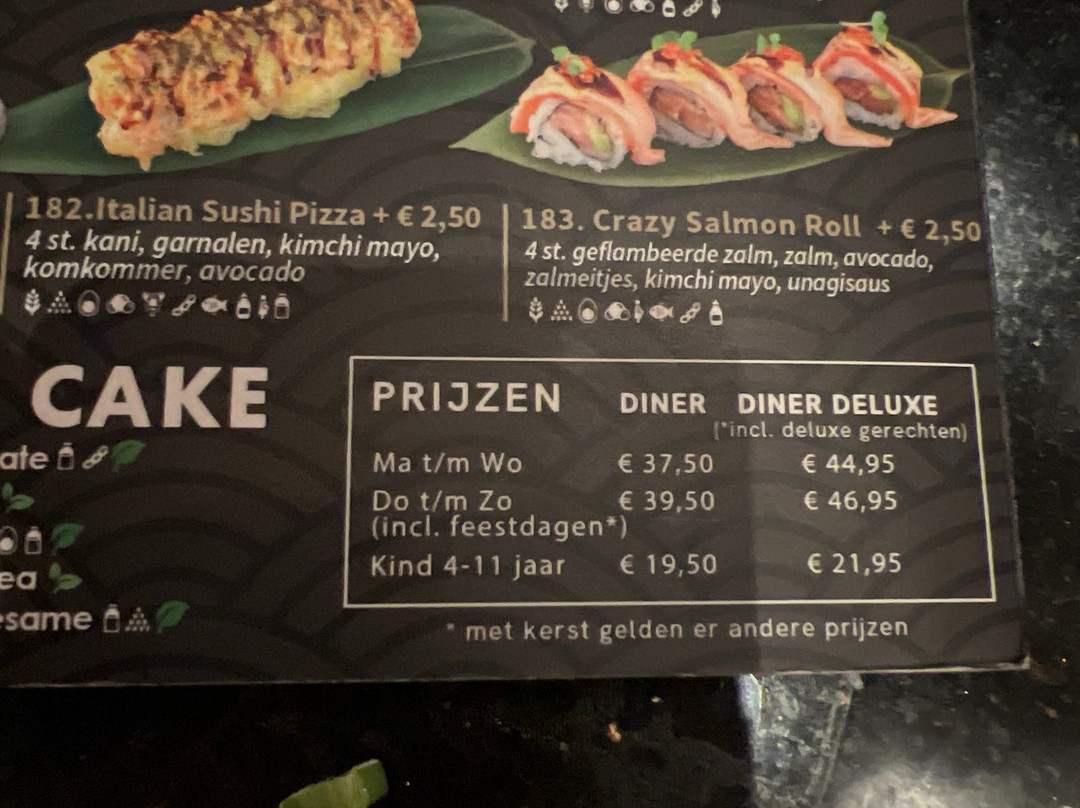 182.Italian Sushi Pizza + € 2,50
4 st. kani, garnalen, kimchi mayo,
komkommer, avocado
183. Crazy Salmon Roll + € 2,50
4 st. geflambeerde zalm, zalm, avocado,
zalmeitjes, kimchi mayo, unagisaus
CAKE
ate
ea
esame
PRIJZEN DINER DINER DELUXE
(*incl. deluxe gerechten)
Ma t/m Wo € 37,50 € 44,95
Do t/m Zo € 39,50 € 46,95
(incl. feestdagen*)
Kind 4-11 jaar € 19,50 € 21,95
* met kerst gelden er andere prijzen